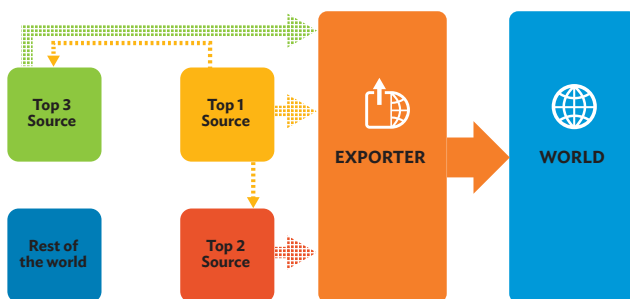 Top 3
Source
Top 1
Source
EXPORTER
WORLD
Rest of
the world
Top 2
Source